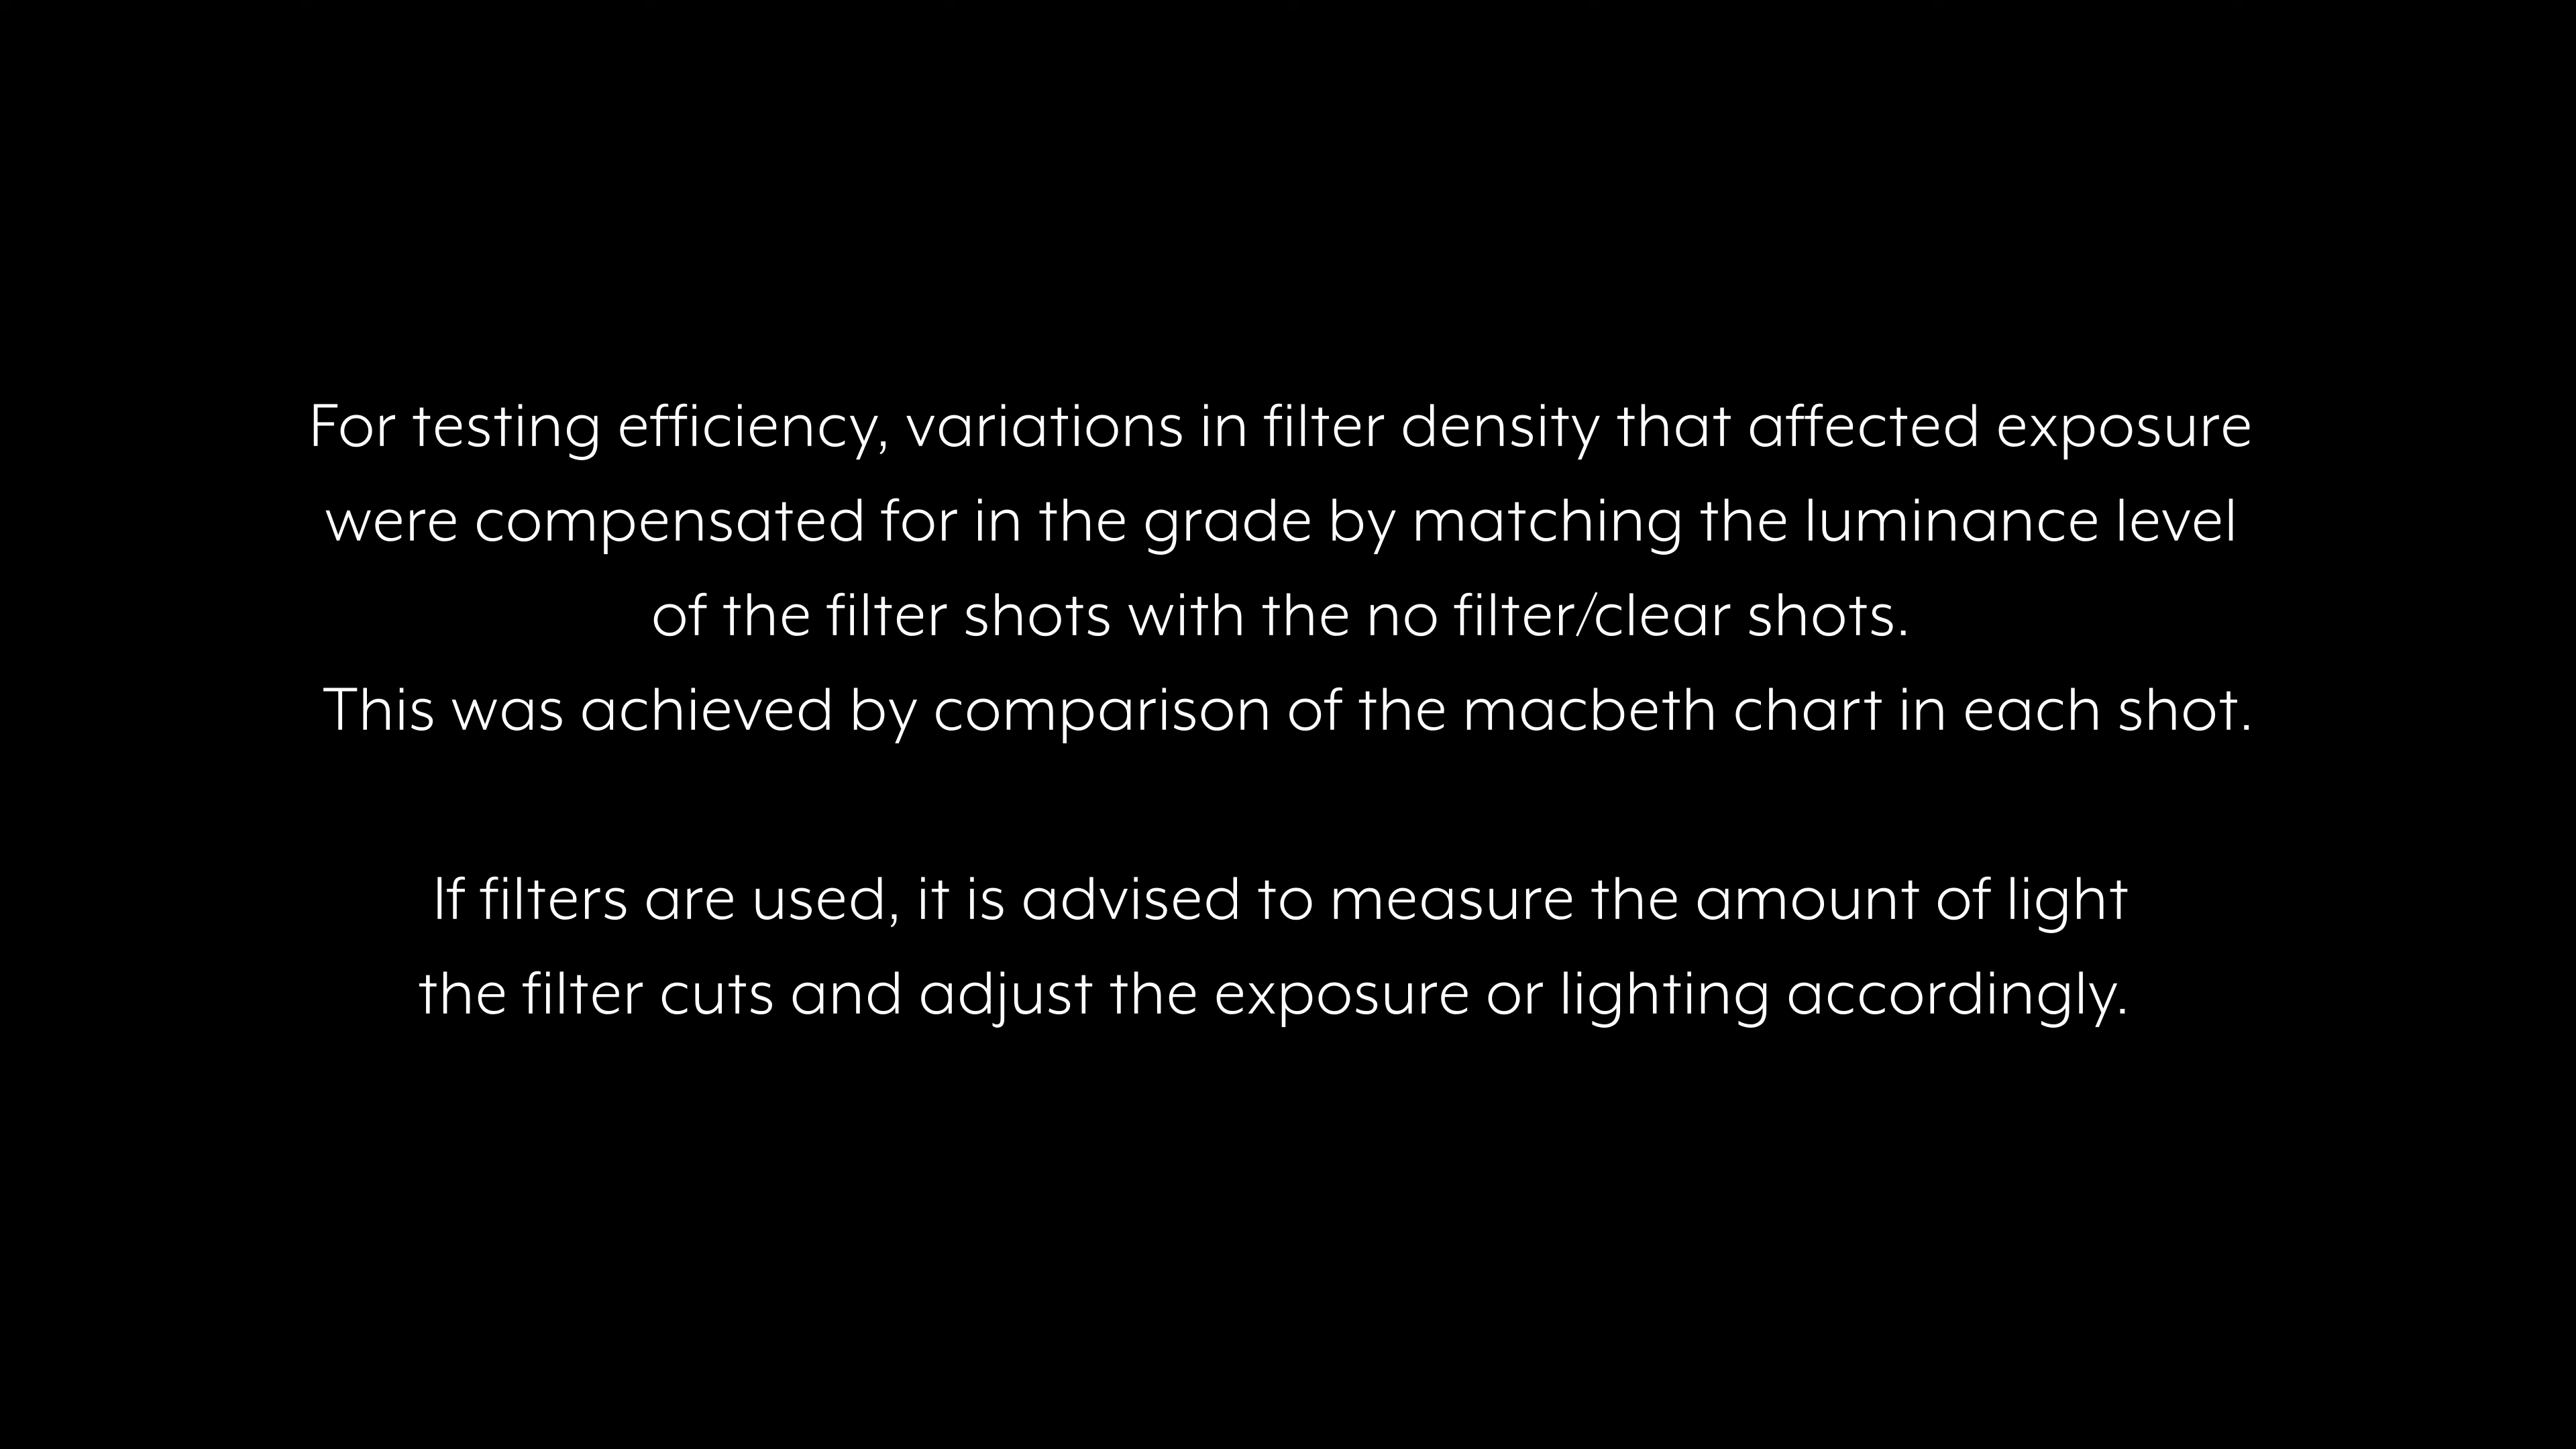 For testing efficiency, variations in filter density that affected exposure
were compensated for in the grade by matching the luminance level
of the filter shots with the no filter/clear shots.
This was achieved by comparison of the macbeth chart in each shot.
If filters are used, it is advised to measure the amount of light
the filter cuts and adjust the exposure or lighting accordingly.